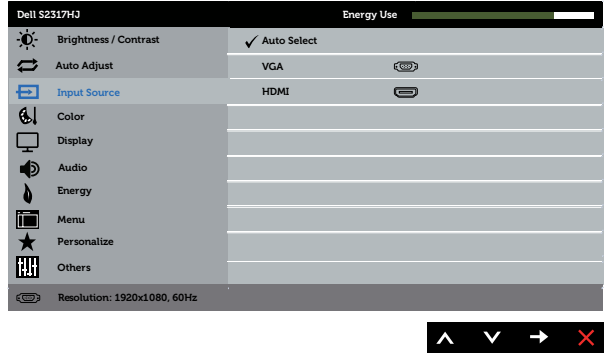 Dell S2317HJ Energy Use
Brightness / Contrast Auto Select
Auto Adjust VGA
Input Source HDMI
Color
Display
Audio
Energy
Menu
Personalize
Others
Resolution: 1920x1080, 60Hz